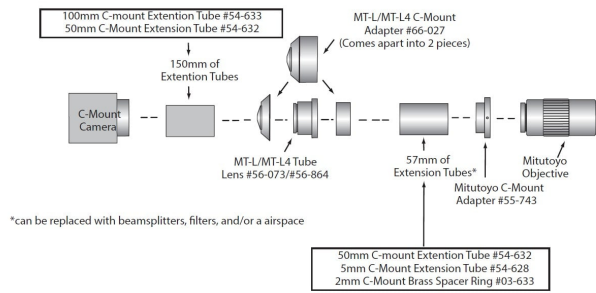 100mm C-mount Extention Tube #54-633
50mm C-mount Extension Tube #54-632
MT-L/MT-L4 C-Mount
Adapter #66-027
(Comes apart into 2 pieces)
150mm of
Extention Tubes
C-Mount
Camera
MT-L/MT-L4 Tube
Lens #56-073/#56-864
57mm of
Extension Tubes*
Mitutoyo
Objective
Mitutoyo C-Mount
Adapter #55-743
*can be replaced with beamsplitters, filters, and/or a airspace
50mm C-mount Extention Tube #54-632
5mm C-Mount Extension Tube #54-628
2mm C-Mount Brass Spacer Ring #03-633